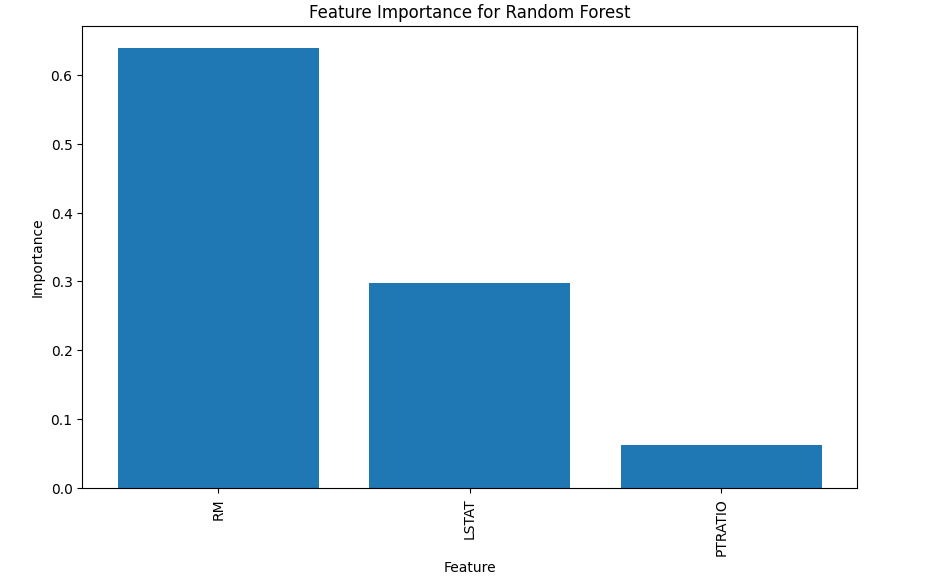 Feature Importance for Random Forest
Importance
0.6
0.5
0.4
0.3
0.2
0.1
0.0
RM
LSTAT
PTRATIO
Feature